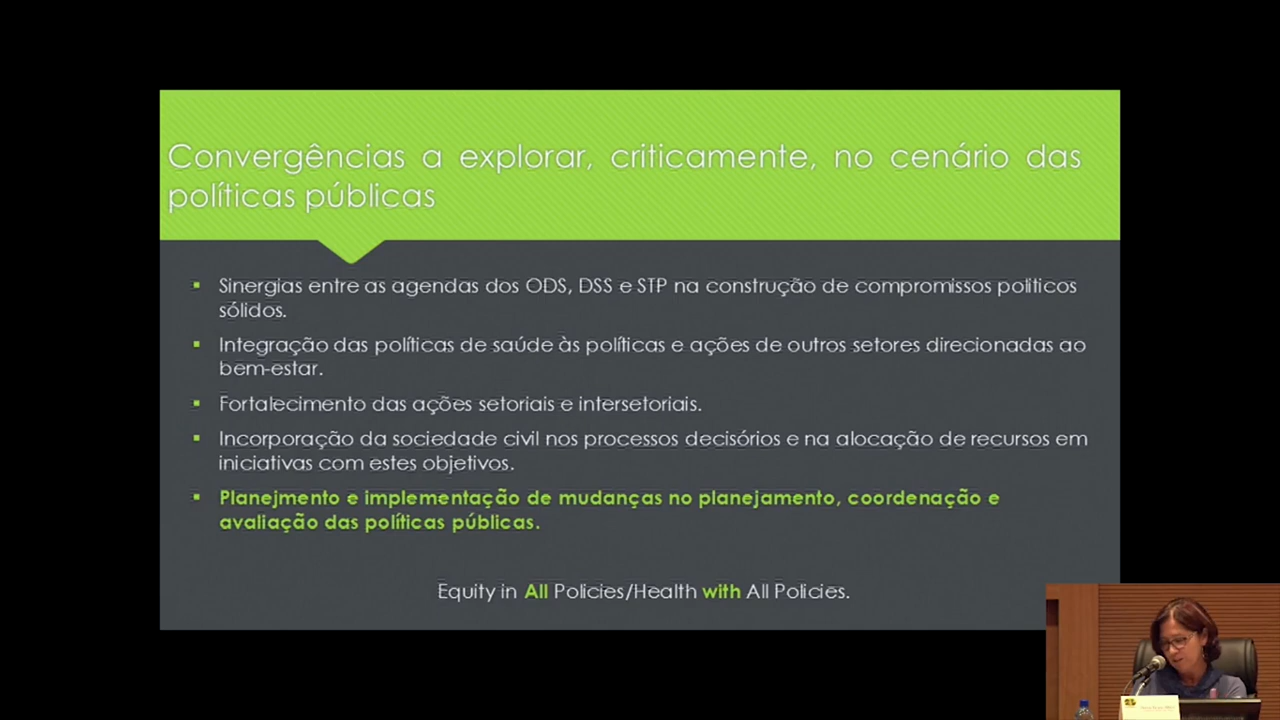 Convergências a explorar, criticamente, no cenário das
políticas públicas
Sinergias entre as agendas dos ODS, DSS e STP na construção de compromissos políticos
sólidos.
Integração das políticas de saúde às políticas e ações de outros setores direcionadas ao
bem-estar.
Fortalecimento das ações setoriais e intersetoriais.
Incorporação da sociedade civil nos processos decisórios e na alocação de recursos em
iniciativas com estes objetivos.
Planejmento e implementação de mudanças no planejamento, coordenação e
avaliação das políticas públicas.
Equity in All Policies/Health with All Policies.